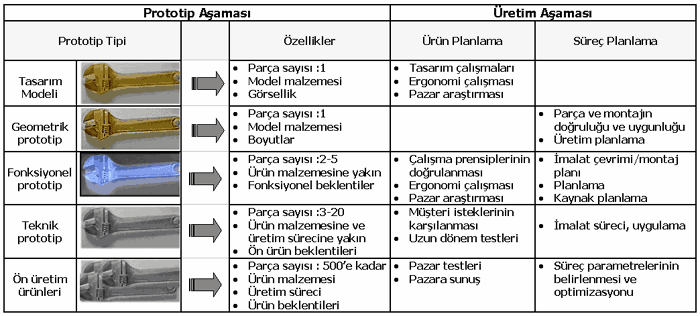 Prototip Aşaması
Üretim Aşaması
Prototip Tipi
Özellikler
Ürün Planlama
Süreç Planlama
Tasarım
Modeli
• Parça sayısı :1
• Model malzemesi
• Görsellik
• Tasarım çalışmaları
• Ergonomi çalışması
• Pazar araştırması
Geometrik
prototip
• Parça sayısı :1
• Model malzemesi
• Boyutlar
• Parça ve montajın
doğruluğu ve uygunluğu
• Üretim planlama
Fonksiyonel
prototip
• Parça sayısı :2-5
• Ürün malzemesine yakın
• Fonksiyonel beklentiler
• Çalışma prensiplerinin
doğrulanması
• Ergonomi çalışması
• Pazar araştırması
• İmalat çevrimi/montaj
planı
• Planlama
• Kaynak planlama
Teknik
prototip
• Parça sayısı :3-20
• Ürün malzemesine ve
üretim sürecine yakın
• Ön ürün beklentileri
• Müşteri isteklerinin
karşılanması
• Uzun dönem testleri
• İmalat süreci, uygulama
Ön üretim
ürünleri
• Parça sayısı : 500’e kadar
• Ürün malzemesi
• Üretim süreci
• Ürün beklentileri
• Pazar testleri
• Pazara sunuş
• Süreç parametrelerinin
belirlenmesi ve
optimizasyonu